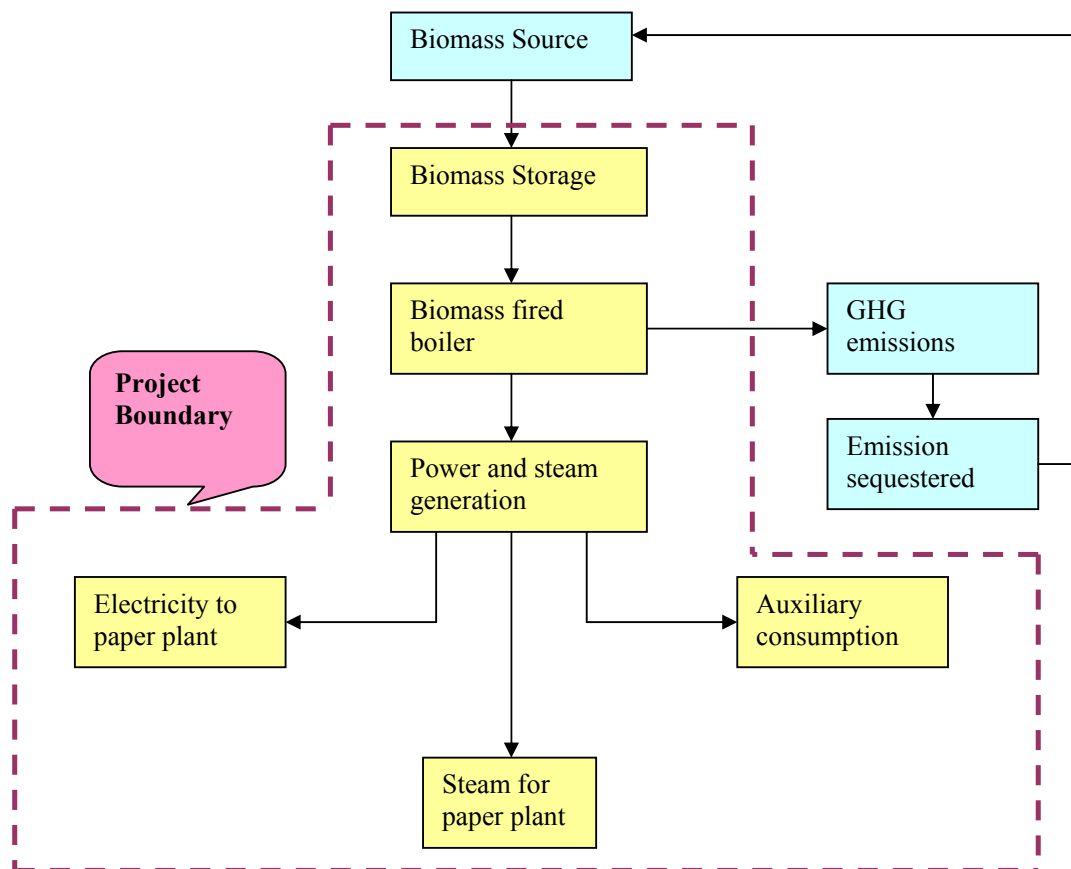 Biomass Source
Biomass Storage
Biomass fired
boiler
GHG
emissions
Project
Boundary
Power and steam
generation
Emission
sequestered
Electricity to
paper plant
Auxiliary
consumption
Steam for
paper plant